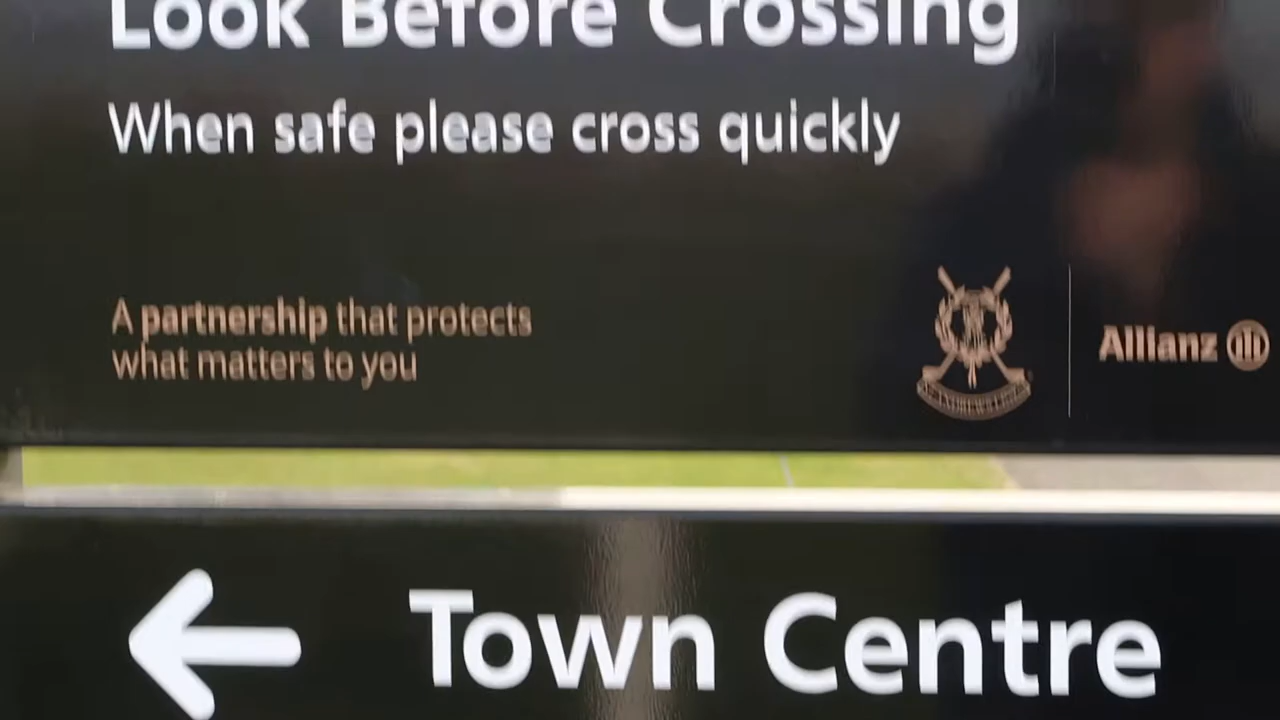 Look Before Crossing
When safe please cross quickly
A partnership that protects
what matters to you
Allianz
Town Centre